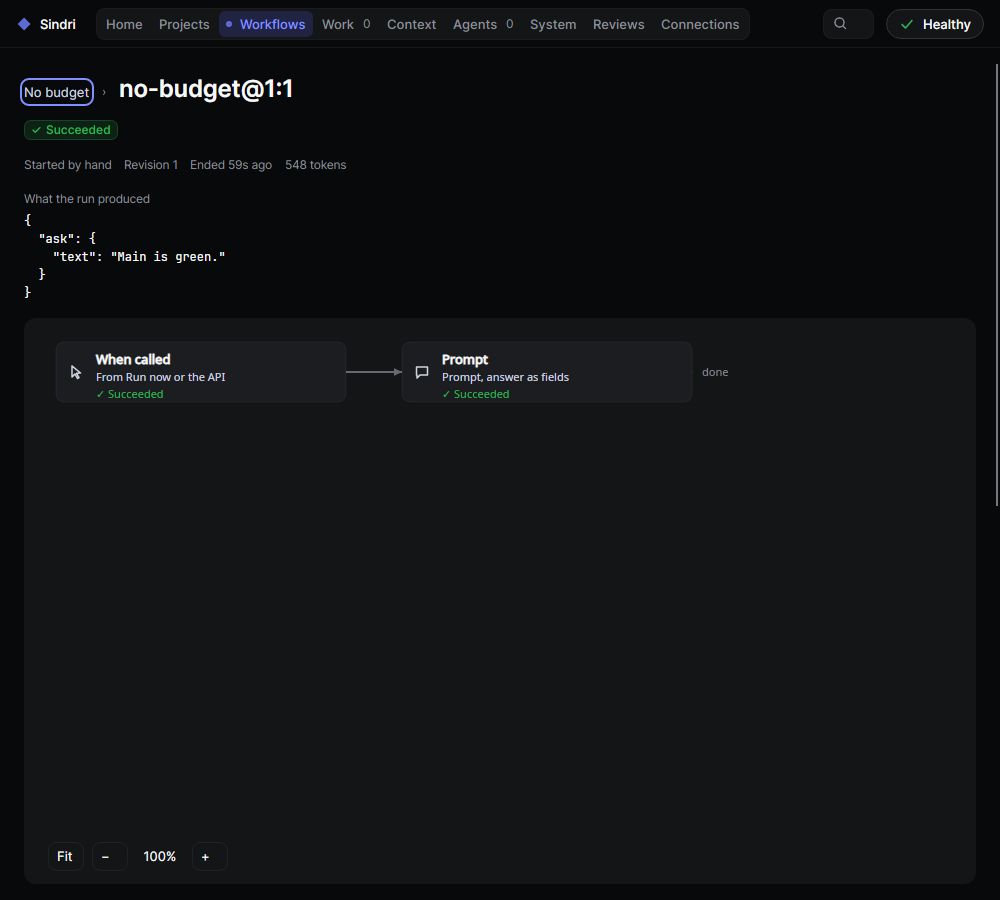 Sindri
Home Projects Workflows Work 0 Context Agents 0 System Reviews Connections
Healthy
No budget › no-budget@1:1
✓ Succeeded
Started by hand Revision 1 Ended 59s ago 548 tokens
What the run produced
{
  "ask": {
    "text": "Main is green."
  }
}
When called
From Run now or the API
✓ Succeeded
Prompt
Prompt, answer as fields
✓ Succeeded
done
Fit − 100% +